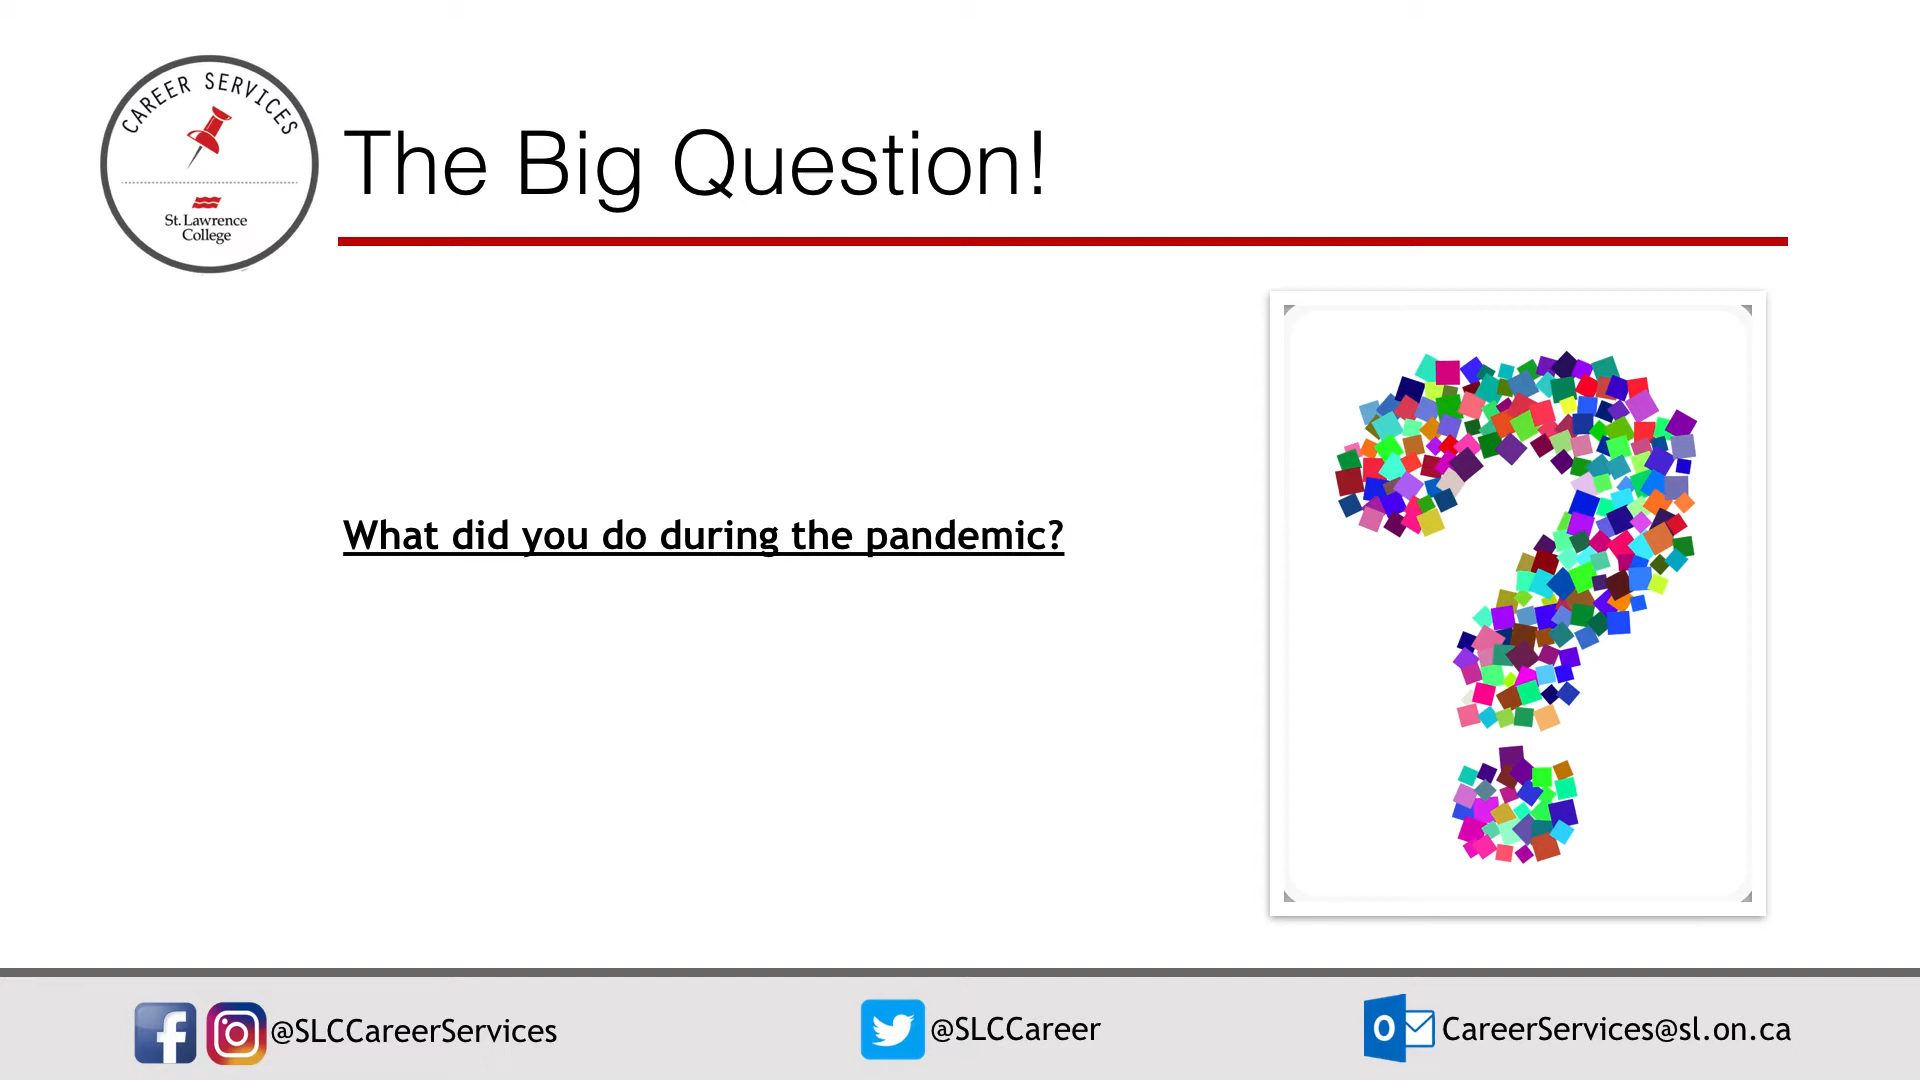 CAREER SERVICES
St. Lawrence
College
The Big Question!
What did you do during the pandemic?
@SLCCareerServices
@SLCCareer
CareerServices@sl.on.ca